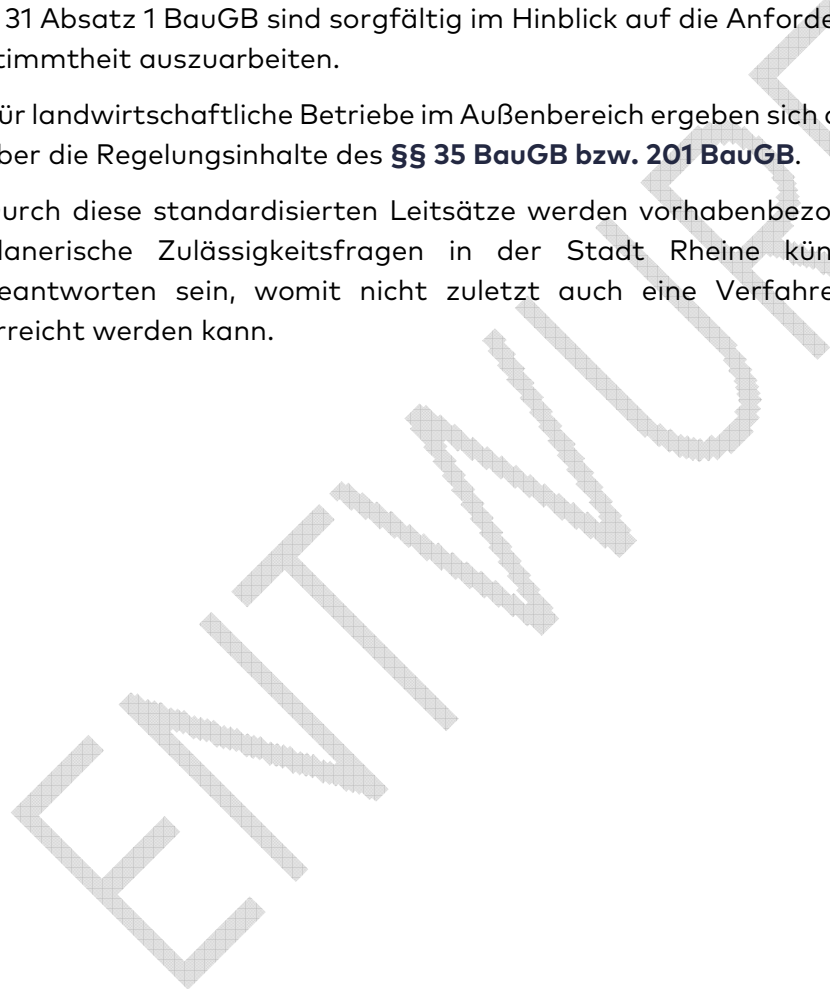 31 Absatz 1 BauGB sind sorgfältig im Hinblick auf die Anforde
timmtheit auszuarbeiten.
ür landwirtschaftliche Betriebe im Außenbereich ergeben sich
ber die Regelungsinhalte des §§ 35 BauGB bzw. 201 BauGB.
urch diese standardisierten Leitsätze werden vorhabenbezo
lanerische Zulässigkeitsfragen in der Stadt Rheine kün
eantworten sein, womit nicht zuletzt auch eine Verfahre
rreicht werden kann.
ENTWURF